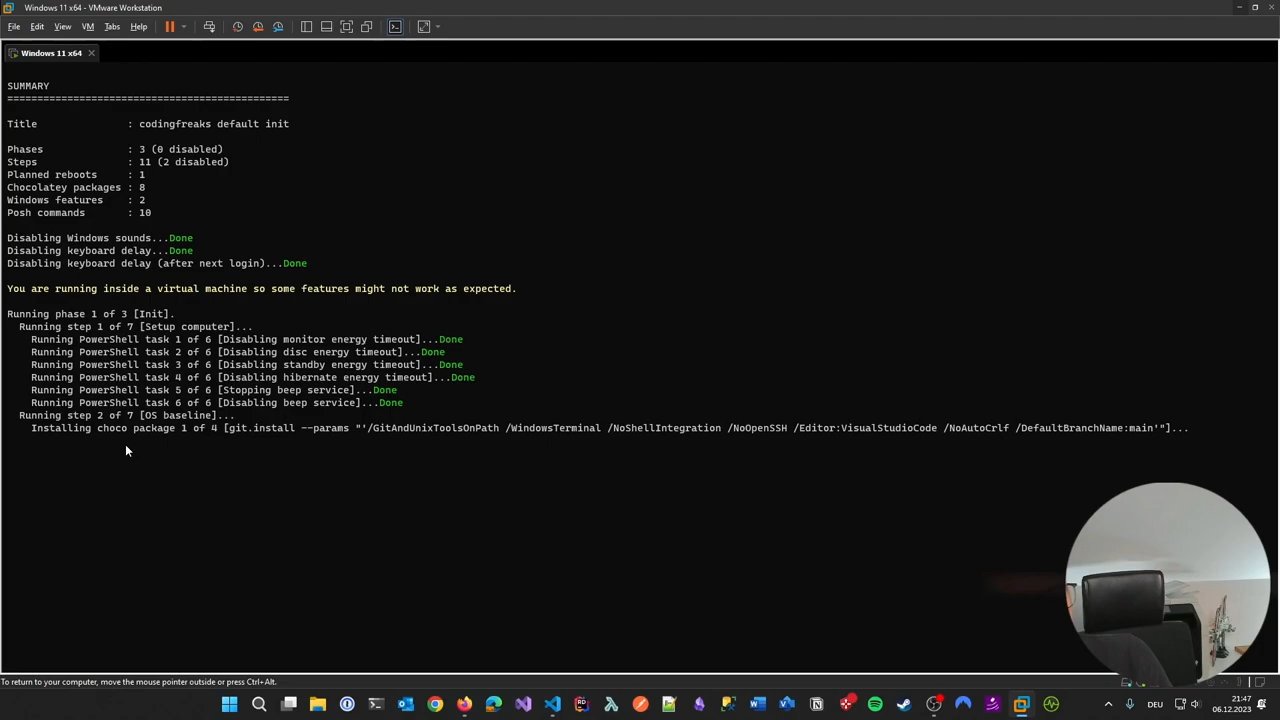 Windows 11 x64 - VMware Workstation
File Edit View VM Tabs Help
Windows 11 x64
SUMMARY
===============================================
Title : codingfreaks default init
Phases : 3 (0 disabled)
Steps : 11 (2 disabled)
Planned reboots : 1
Chocolatey packages : 8
Windows features : 2
Posh commands : 10
Disabling Windows sounds...Done
Disabling keyboard delay...Done
Disabling keyboard delay (after next login)...Done
You are running inside a virtual machine so some features might not work as expected.
Running phase 1 of 3 [Init].
Running step 1 of 7 [Setup computer]...
Running PowerShell task 1 of 6 [Disabling monitor energy timeout]...Done
Running PowerShell task 2 of 6 [Disabling disc energy timeout]...Done
Running PowerShell task 3 of 6 [Disabling standby energy timeout]...Done
Running PowerShell task 4 of 6 [Disabling hibernate energy timeout]...Done
Running PowerShell task 5 of 6 [Stopping beep service]...Done
Running PowerShell task 6 of 6 [Disabling beep service]...Done
Running step 2 of 7 [OS baseline]...
Installing choco package 1 of 4 [git.install --params "'/GitAndUnixToolsOnPath /WindowsTerminal /NoShellIntegration /NoOpenSSH /Editor:VisualStudioCode /NoAutoCrlf /DefaultBranchName:main'"]...
To return to your computer, move the mouse pointer outside or press Ctrl+Alt.
DEU
21:47
06.12.2023